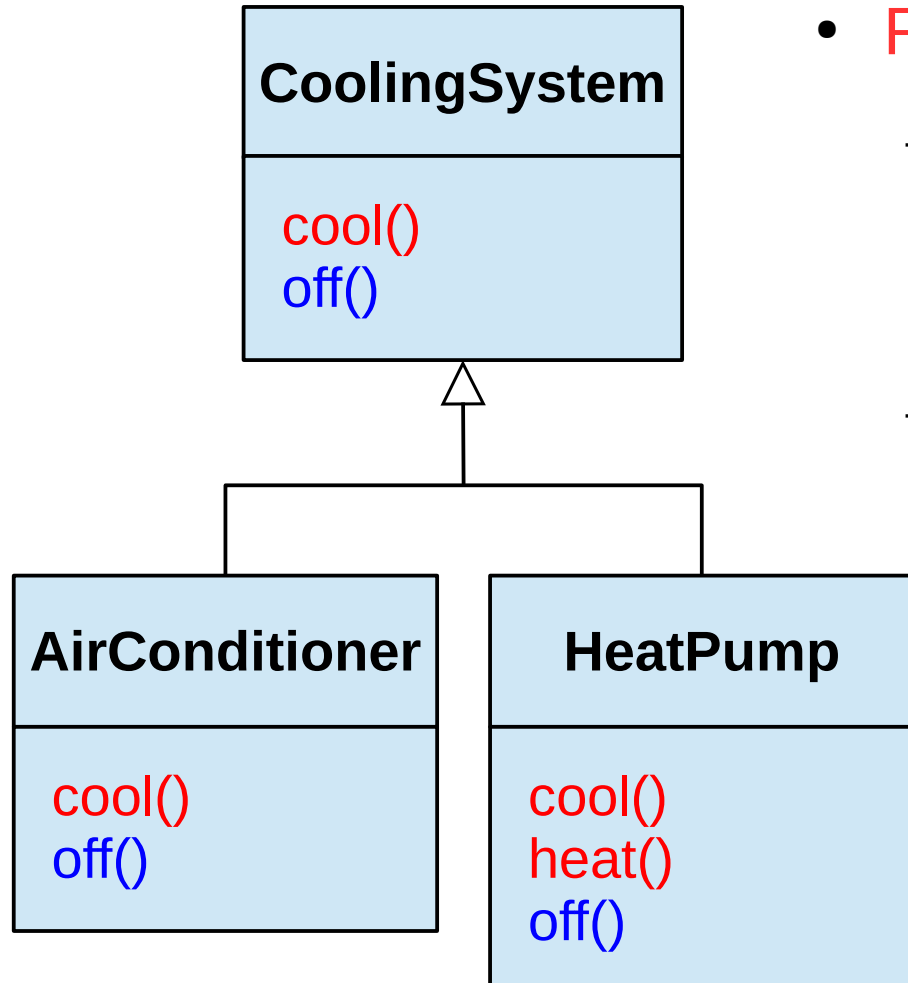 CoolingSystem
cool()
off()
AirConditioner
cool()
off()
HeatPump
cool()
heat()
off()